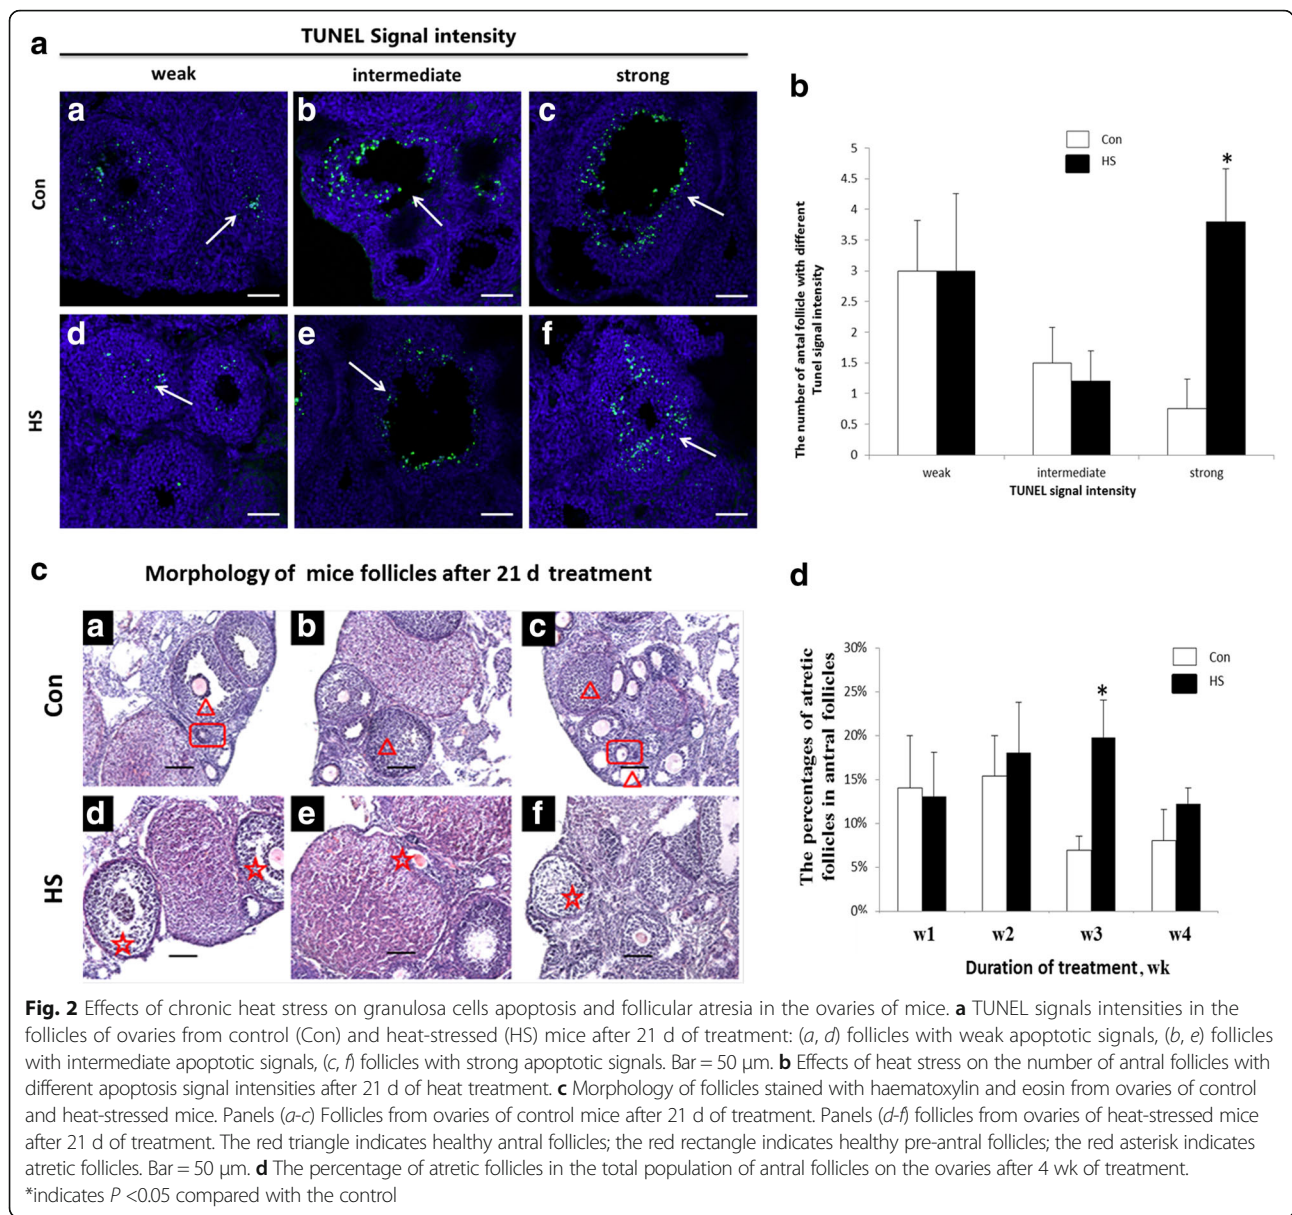 a
TUNEL Signal intensity
weak intermediate strong
Con
a b c
HS
d e f
b
Con
HS
The number of antal follicle with different
Tunel signal intensity
5
4.5
4
3.5
3
2.5
2
1.5
1
0.5
0
*
weak intermediate strong
TUNEL signal intensity
c
Morphology of mice follicles after 21 d treatment
Con
a b c
HS
d e f
d
The percentages of atretic
follicles in antral follicles
30%
25%
20%
15%
10%
5%
0%
Con
HS
*
w1 w2 w3 w4
Duration of treatment, wk
Fig. 2 Effects of chronic heat stress on granulosa cells apoptosis and follicular atresia in the ovaries of mice. a TUNEL signals intensities in the
follicles of ovaries from control (Con) and heat-stressed (HS) mice after 21 d of treatment: (a, d) follicles with weak apoptotic signals, (b, e) follicles
with intermediate apoptotic signals, (c, f) follicles with strong apoptotic signals. Bar = 50 μm. b Effects of heat stress on the number of antral follicles with
different apoptosis signal intensities after 21 d of heat treatment. c Morphology of follicles stained with haematoxylin and eosin from ovaries of control
and heat-stressed mice. Panels (a-c) Follicles from ovaries of control mice after 21 d of treatment. Panels (d-f) follicles from ovaries of heat-stressed mice
after 21 d of treatment. The red triangle indicates healthy antral follicles; the red rectangle indicates healthy pre-antral follicles; the red asterisk indicates
atretic follicles. Bar = 50 μm. d The percentage of atretic follicles in the total population of antral follicles on the ovaries after 4 wk of treatment.
*indicates P <0.05 compared with the control